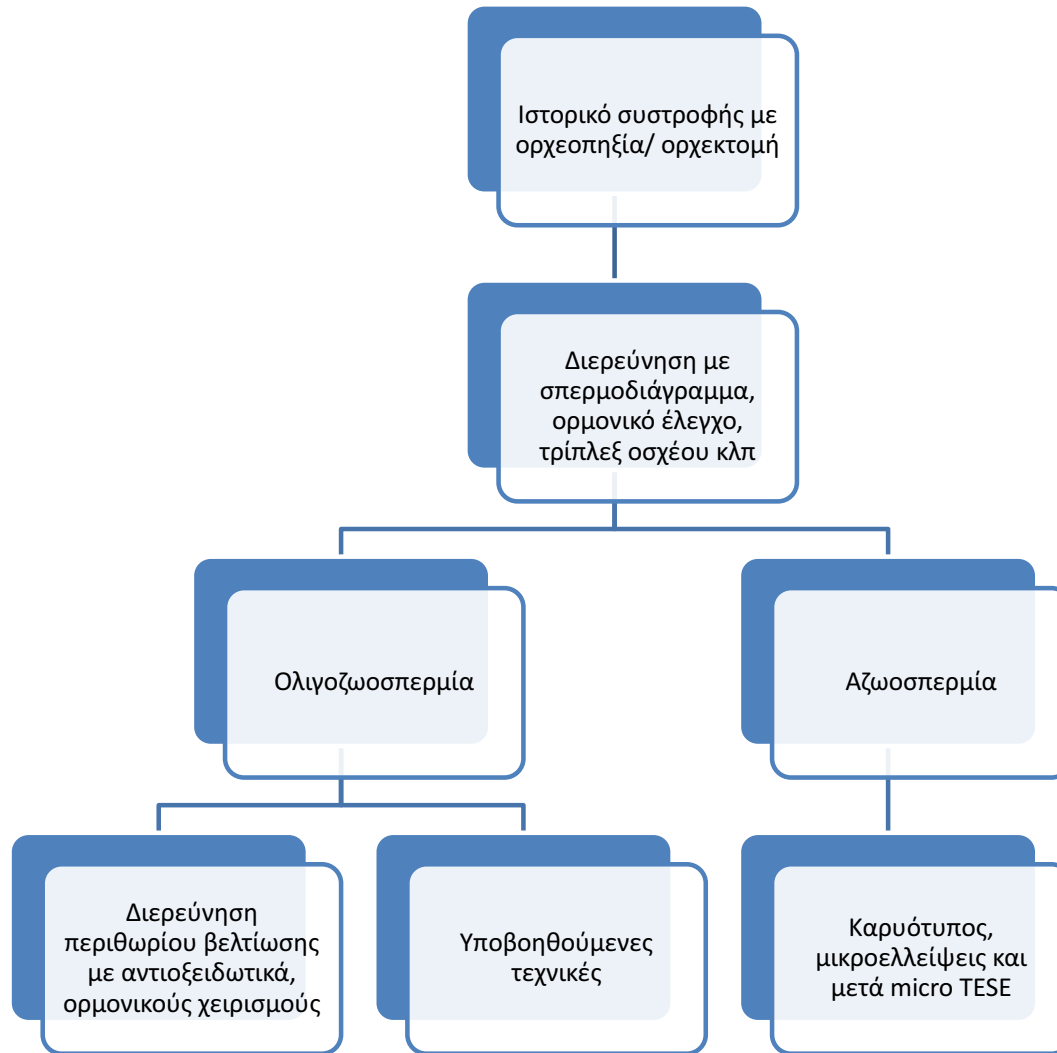 Ιστορικό συστροφής με
ορχεοπηξία/ ορχεκτομή
Διερεύνηση με
σπερμοδιάγραμμα,
ορμονικό έλεγχο,
τρίπλεξ οσχέου κλπ
Ολιγοζωοσπερμία
Αζωοσπερμία
Διερεύνηση
περιθωρίου βελτίωσης
με αντιοξειδωτικά,
ορμονικούς χειρισμούς
Υποβοηθούμενες
τεχνικές
Καρυότυπος,
μικροελλείψεις και
μετά micro TESE